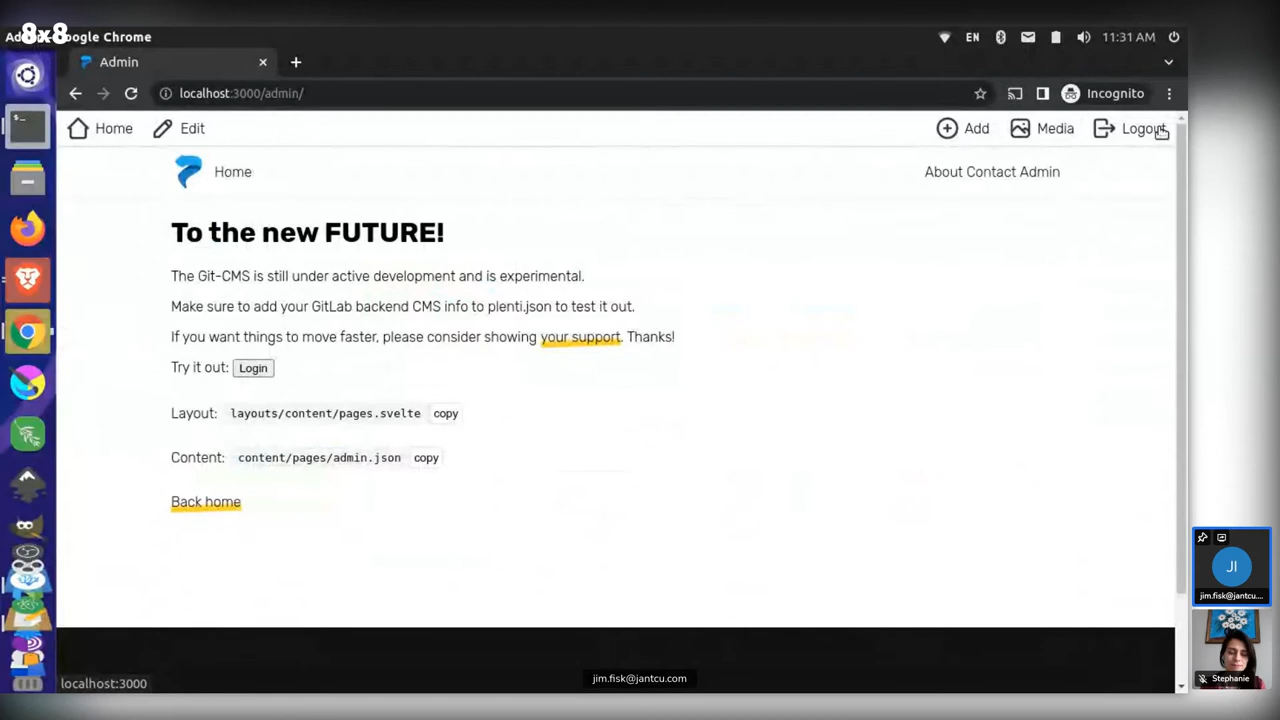 8x8
Google Chrome
EN
11:31 AM
Admin
localhost:3000/admin/
Incognito
Home
Edit
Add
Media
Logout
Home
About Contact Admin
To the new FUTURE!
The Git-CMS is still under active development and is experimental.
Make sure to add your GitLab backend CMS info to plenti.json to test it out.
If you want things to move faster, please consider showing your support. Thanks!
Try it out: Login
Layout: layouts/content/pages.svelte copy
Content: content/pages/admin.json copy
Back home
JI
jim.fisk@jantcu....
Stephanie
jim.fisk@jantcu.com
localhost:3000